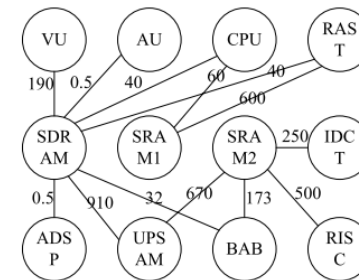 VU
AU
CPU
RAS
T
190
0.5
40
60
40
600
SDR
AM
SRA
M1
SRA
M2
250
IDC
T
0.5
910
32
670
173
500
ADS
P
UPS
AM
BAB
RIS
C